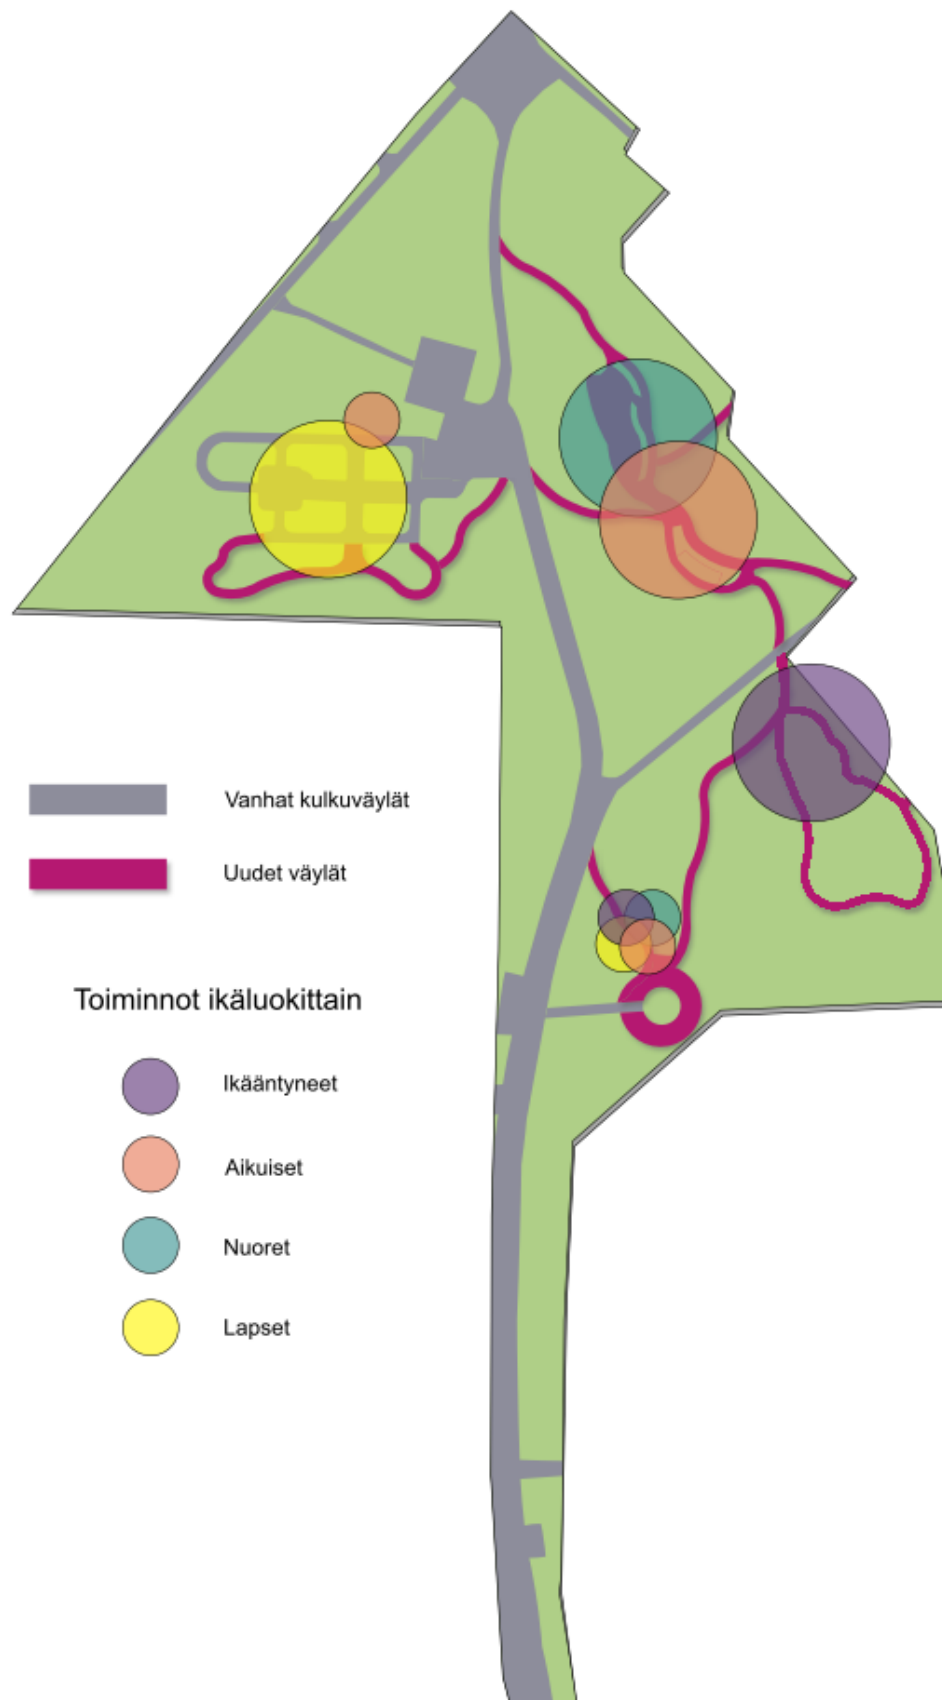 Vanhat kulkuväylät
Uudet väylät
Toiminnot ikäluokittain
Ikääntyneet
Aikuiset
Nuoret
Lapset